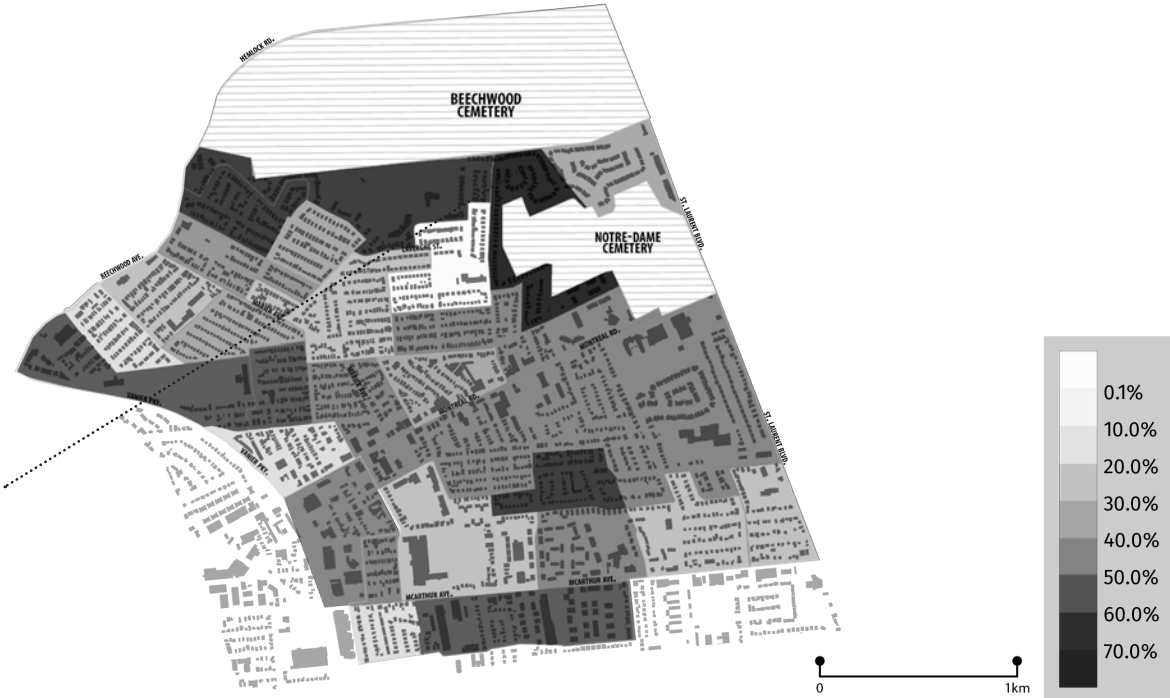 HEMLOCK RD.
BEECHWOOD
CEMETERY
ST. LAURENT BLVD.
NOTRE-DAME
CEMETERY
BEECHWOOD AVE.
MONTREAL RD.
VANIER PKY.
MONTREAL RD.
ST. LAURENT BLVD.
VANIER PKY.
MCARTHUR AVE.
MCARTHUR AVE.
0.1%
10.0%
20.0%
30.0%
40.0%
50.0%
60.0%
70.0%
0
1km